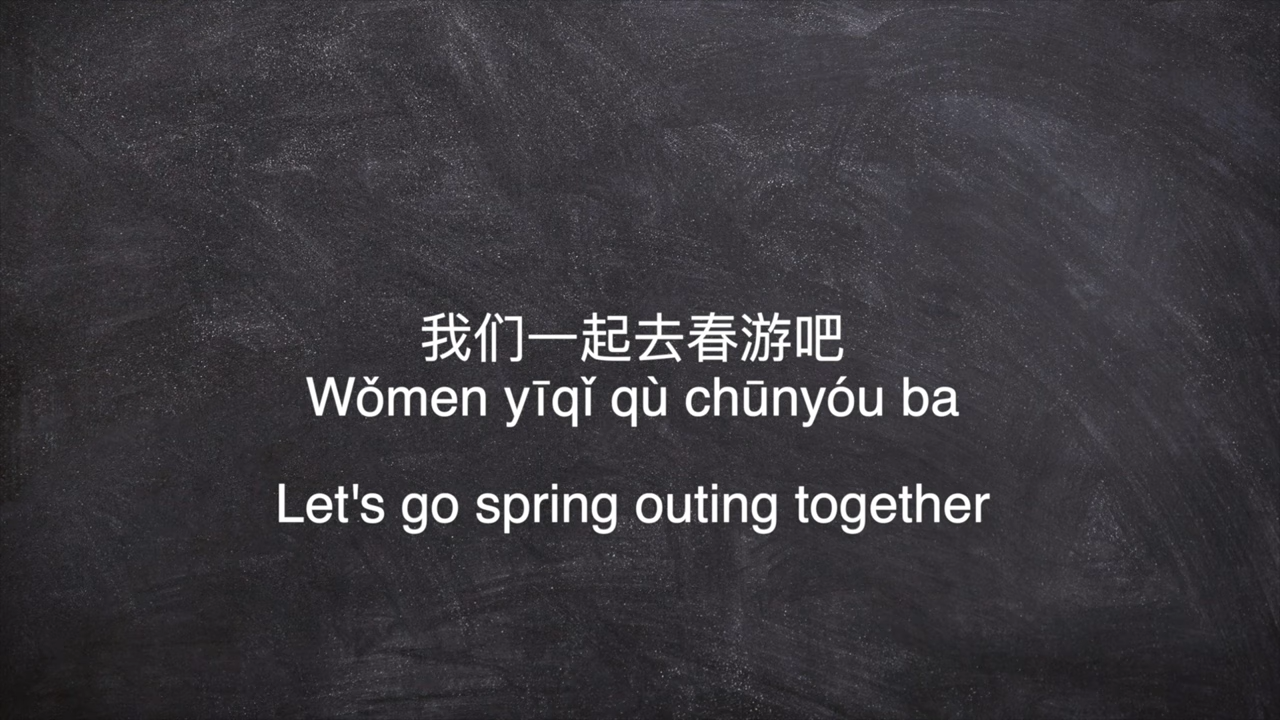 我们一起去春游吧
Wǒmen yīqǐ qù chūnyóu ba
Let's go spring outing together